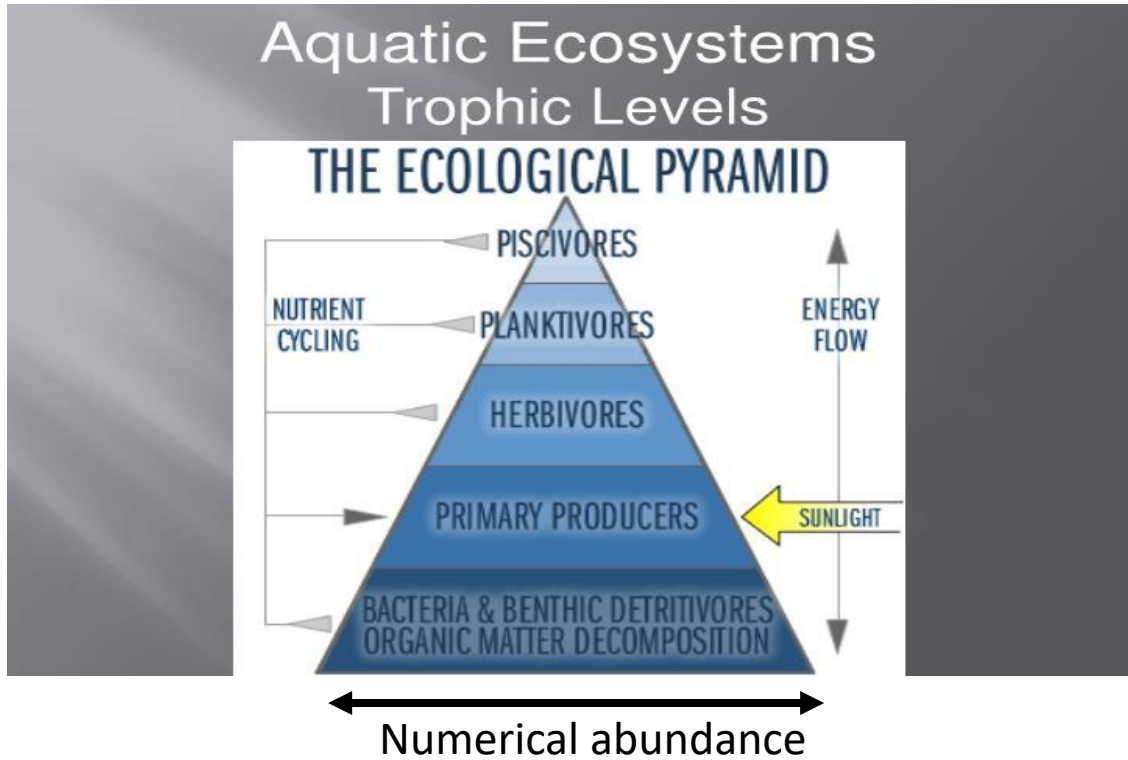 Aquatic Ecosystems
Trophic Levels
THE ECOLOGICAL PYRAMID
PISCIVORES
NUTRIENT
CYCLING
PLANKTIVORES
ENERGY
FLOW
HERBIVORES
PRIMARY PRODUCERS
SUNLIGHT
BACTERIA & BENTHIC DETRITIVORES
ORGANIC MATTER DECOMPOSITION
Numerical abundance